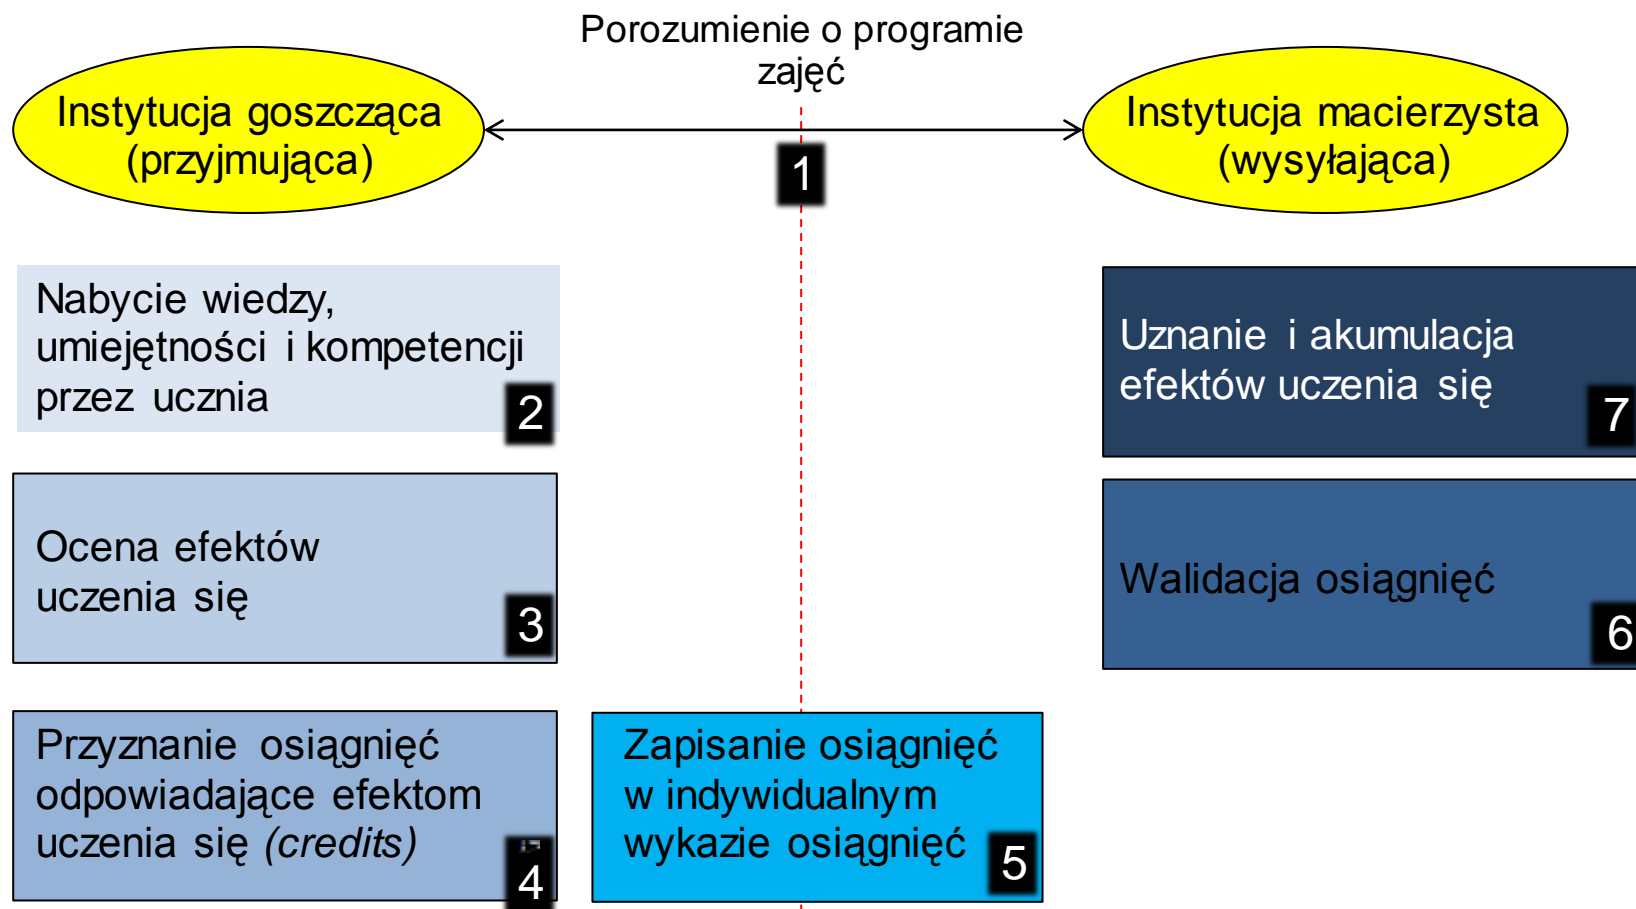 Porozumienie o programie
zajęć
Instytucja goszcząca
(przyjmująca)
Instytucja macierzysta
(wysyłająca)
1
Nabycie wiedzy,
umiejętności i kompetencji
przez ucznia
2
Ocena efektów
uczenia się
3
Przyznanie osiągnięć
odpowiadające efektom
uczenia się (credits)
4
Zapisanie osiągnięć
w indywidualnym
wykazie osiągnięć
5
Walidacja osiągnięć
6
Uznanie i akumulacja
efektów uczenia się
7